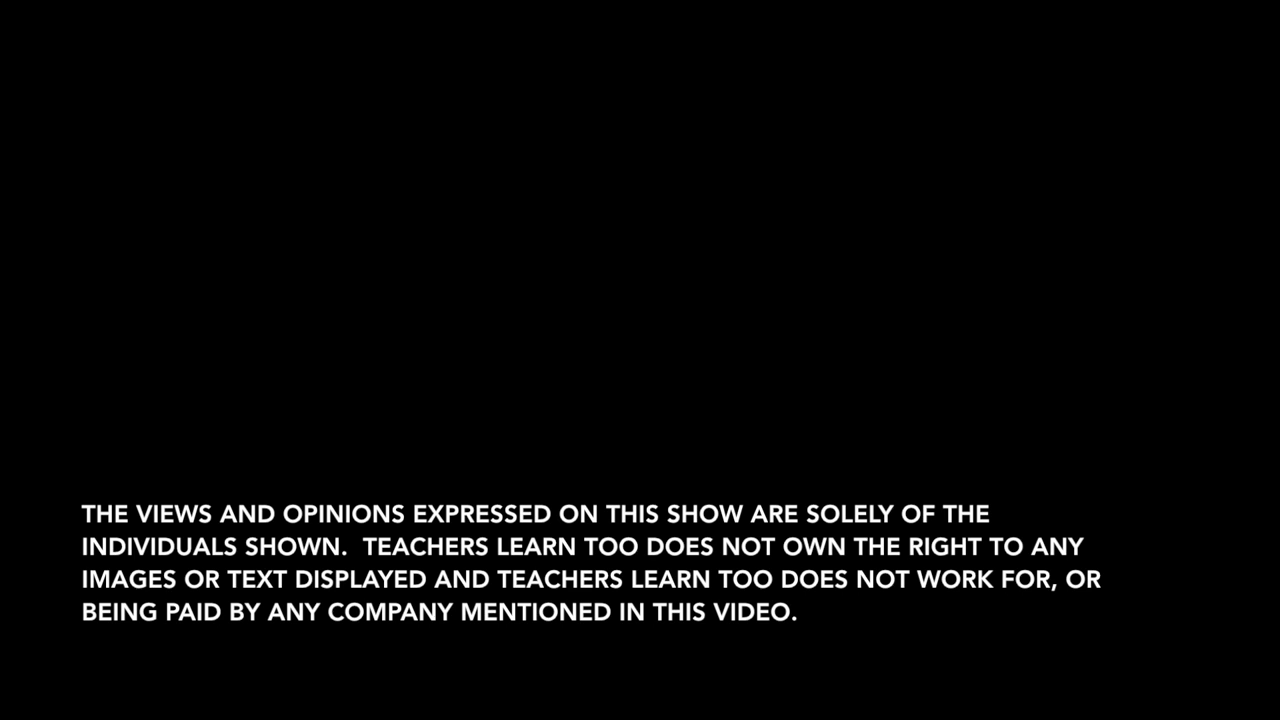 THE VIEWS AND OPINIONS EXPRESSED ON THIS SHOW ARE SOLELY OF THE
INDIVIDUALS SHOWN.  TEACHERS LEARN TOO DOES NOT OWN THE RIGHT TO ANY
IMAGES OR TEXT DISPLAYED AND TEACHERS LEARN TOO DOES NOT WORK FOR, OR
BEING PAID BY ANY COMPANY MENTIONED IN THIS VIDEO.